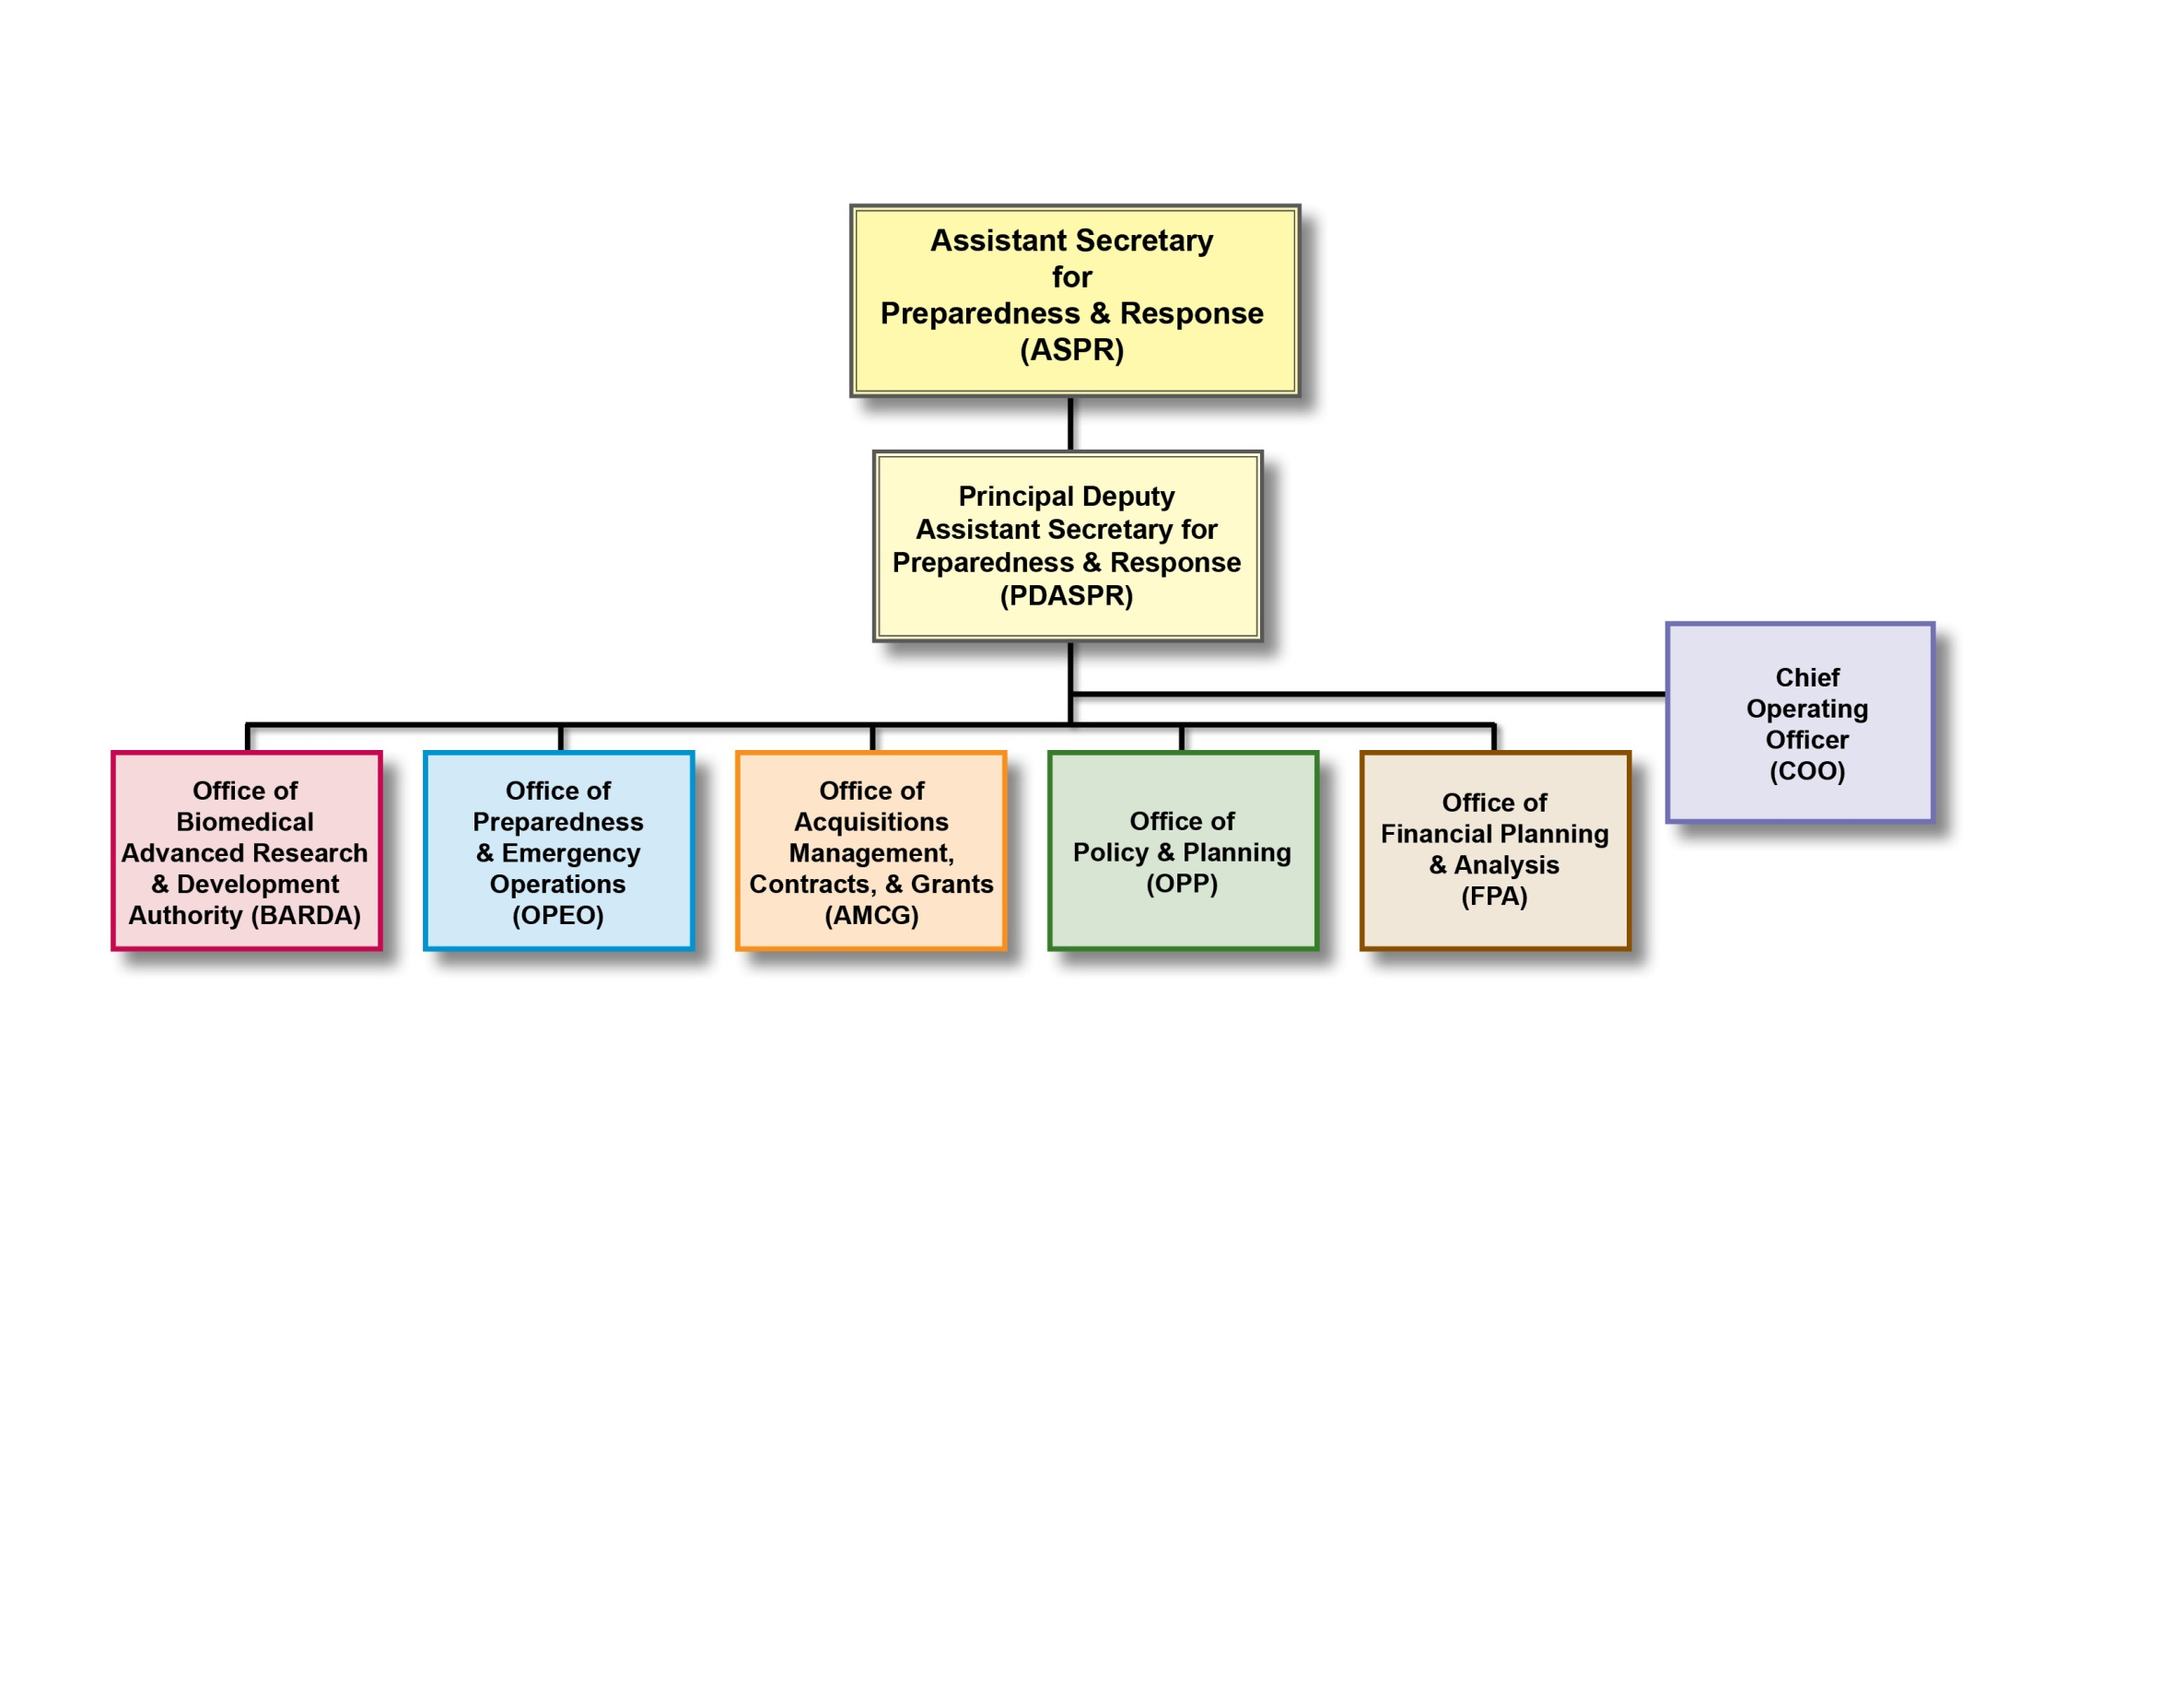 Assistant Secretary
for
Preparedness & Response
(ASPR)
Principal Deputy
Assistant Secretary for
Preparedness & Response
(PDASPR)
Chief
Operating
Officer
(COO)
Office of
Biomedical
Advanced Research
& Development
Authority (BARDA)
Office of
Preparedness
& Emergency
Operations
(OPEO)
Office of
Acquisitions
Management,
Contracts, & Grants
(AMCG)
Office of
Policy & Planning
(OPP)
Office of
Financial Planning
& Analysis
(FPA)